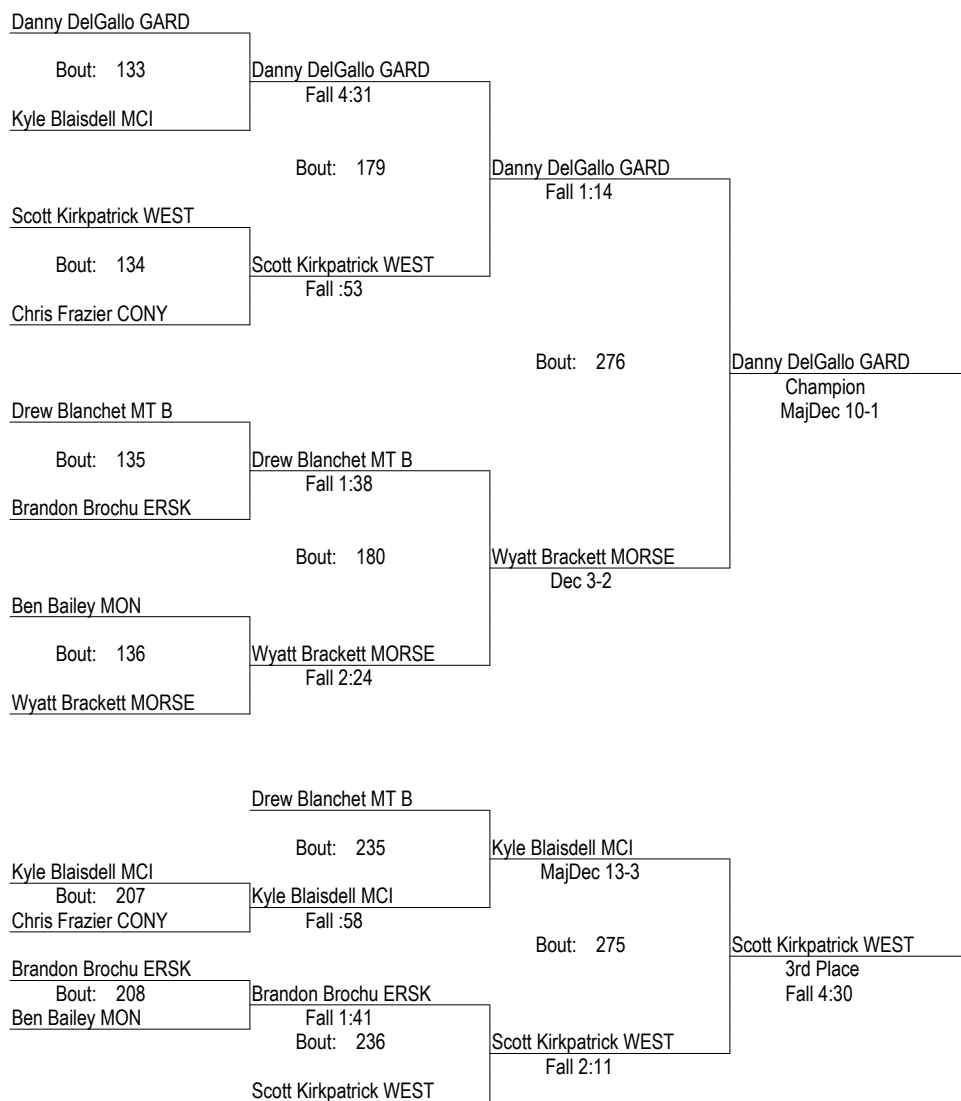 Danny DelGallo GARD
Bout: 133
Danny DelGallo GARD
Fall 4:31
Kyle Blaisdell MCI
Bout: 179
Danny DelGallo GARD
Fall 1:14
Scott Kirkpatrick WEST
Bout: 134
Scott Kirkpatrick WEST
Fall :53
Chris Frazier CONY
Bout: 276
Danny DelGallo GARD
Champion
MajDec 10-1
Drew Blanchet MT B
Bout: 135
Drew Blanchet MT B
Fall 1:38
Brandon Brochu ERSK
Bout: 180
Wyatt Brackett MORSE
Dec 3-2
Ben Bailey MON
Bout: 136
Wyatt Brackett MORSE
Fall 2:24
Wyatt Brackett MORSE
Drew Blanchet MT B
Bout: 235
Kyle Blaisdell MCI
MajDec 13-3
Kyle Blaisdell MCI
Bout: 207
Kyle Blaisdell MCI
Fall :58
Chris Frazier CONY
Bout: 275
Scott Kirkpatrick WEST
3rd Place
Fall 4:30
Brandon Brochu ERSK
Bout: 208
Brandon Brochu ERSK
Fall 1:41
Ben Bailey MON
Bout: 236
Scott Kirkpatrick WEST
Fall 2:11
Scott Kirkpatrick WEST